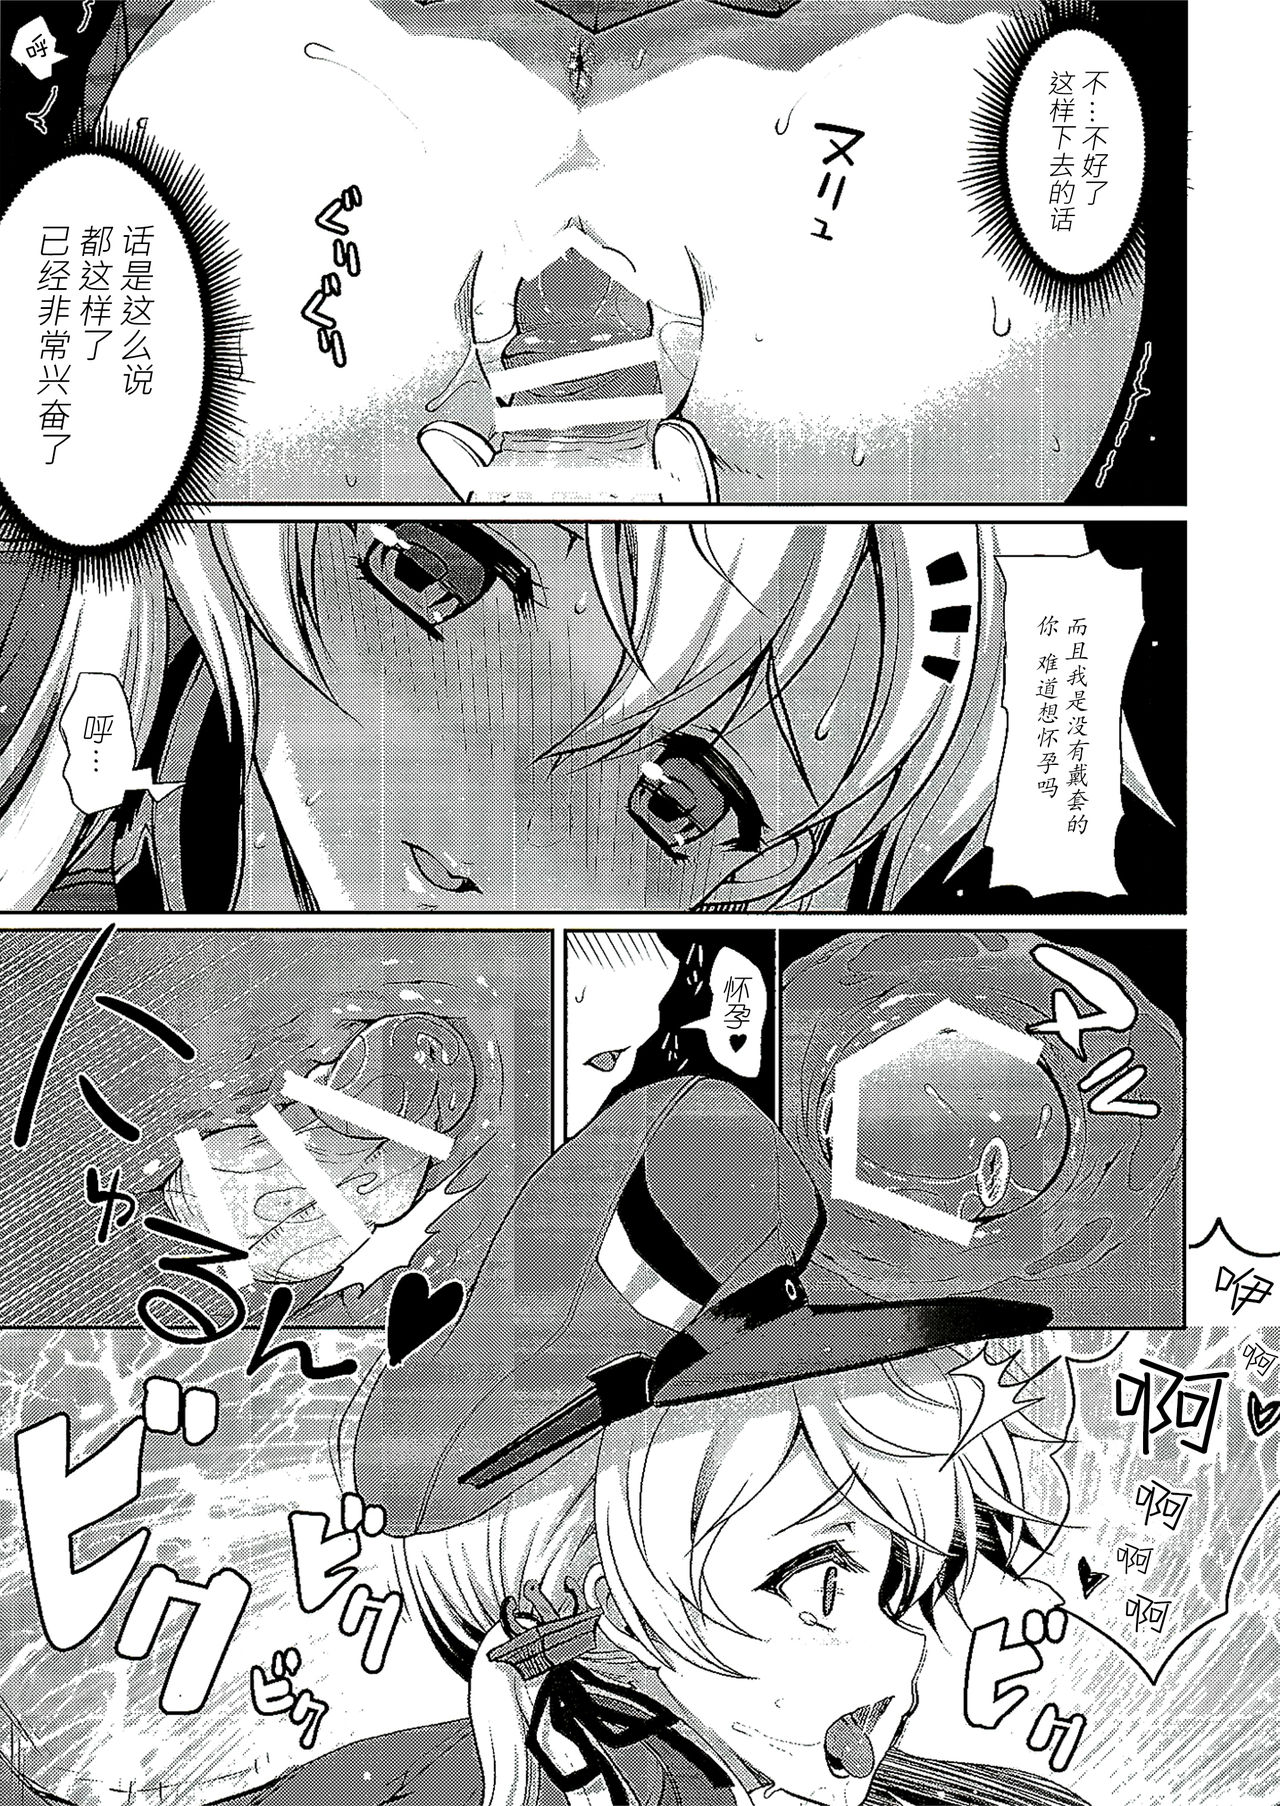 不…不好了
这样下去的话
ヌリュ
ぐりぐり
话是这么说
都这样了
已经非常兴奋了
而且我是没有戴套的
你 难道想怀孕吗
呼…
ヌル
怀孕♥
にゅるん♥
咿
啊
啊♥
啊
啊
啊
ビク
ビク
ビク
ビク